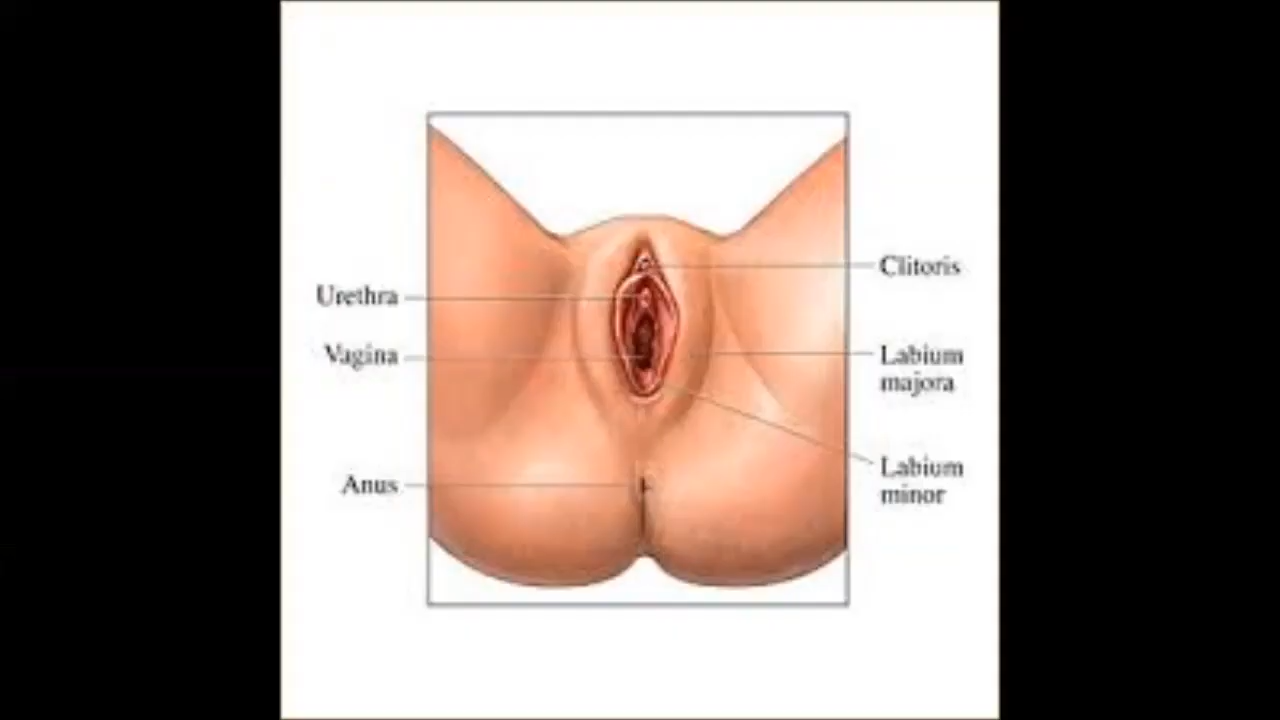 Clitoris
Urethra
Vagina
Labium
majora
Labium
minor
Anus